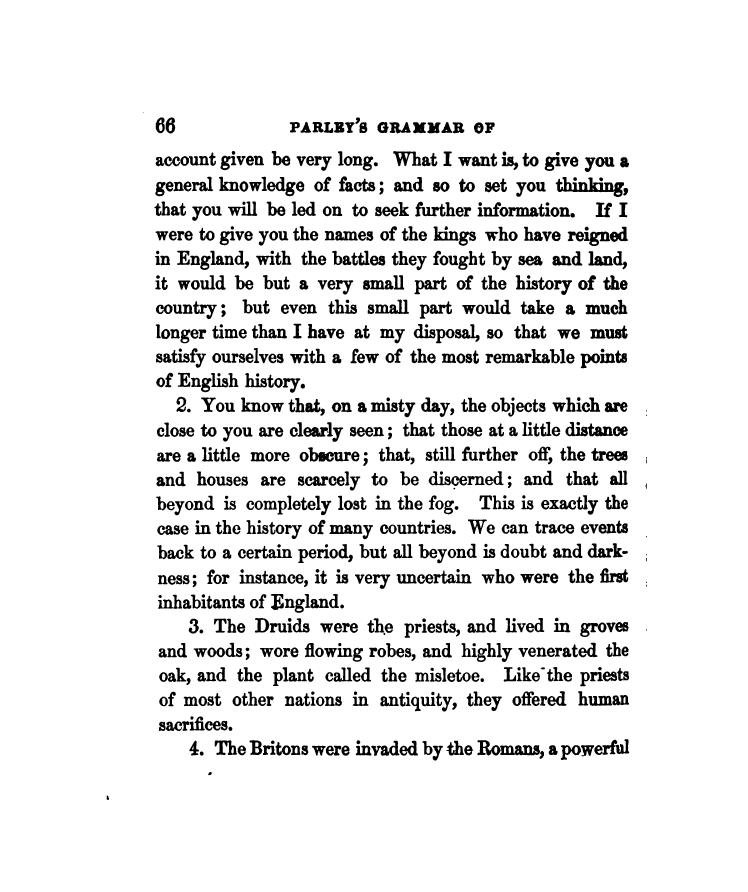 66 PARLEY'S GRAMMAR OF
account given be very long. What I want is, to give you a
general knowledge of facts; and so to set you thinking,
that you will be led on to seek further information. If I
were to give you the names of the kings who have reigned
in England, with the battles they fought by sea and land,
it would be but a very small part of the history of the
country; but even this small part would take a much
longer time than I have at my disposal, so that we must
satisfy ourselves with a few of the most remarkable points
of English history.
2. You know that, on a misty day, the objects which are
close to you are clearly seen; that those at a little distance
are a little more obscure; that, still further off, the trees
and houses are scarcely to be discerned; and that all
beyond is completely lost in the fog. This is exactly the
case in the history of many countries. We can trace events
back to a certain period, but all beyond is doubt and dark-
ness; for instance, it is very uncertain who were the first
inhabitants of England.
3. The Druids were the priests, and lived in groves
and woods; wore flowing robes, and highly venerated the
oak, and the plant called the misletoe. Like the priests
of most other nations in antiquity, they offered human
sacrifices.
4. The Britons were invaded by the Romans, a powerful